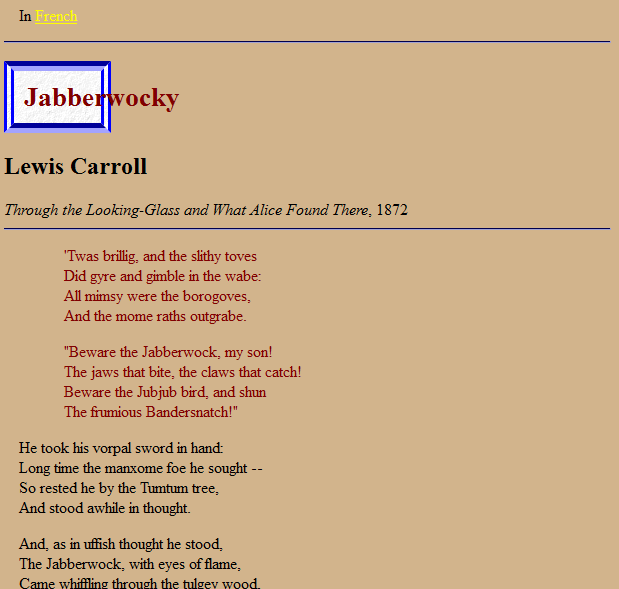 In French
Jabberwocky
Lewis Carroll
Through the Looking-Glass and What Alice Found There, 1872
'Twas brillig, and the slithy toves
Did gyre and gimble in the wabe:
All mimsy were the borogoves,
And the mome raths outgrabe.
"Beware the Jabberwock, my son!
The jaws that bite, the claws that catch!
Beware the Jubjub bird, and shun
The frumious Bandersnatch!"
He took his vorpal sword in hand:
Long time the manxome foe he sought --
So rested he by the Tumtum tree,
And stood awhile in thought.
And, as in uffish thought he stood,
The Jabberwock, with eyes of flame,
Came whiffling through the tulgey wood,